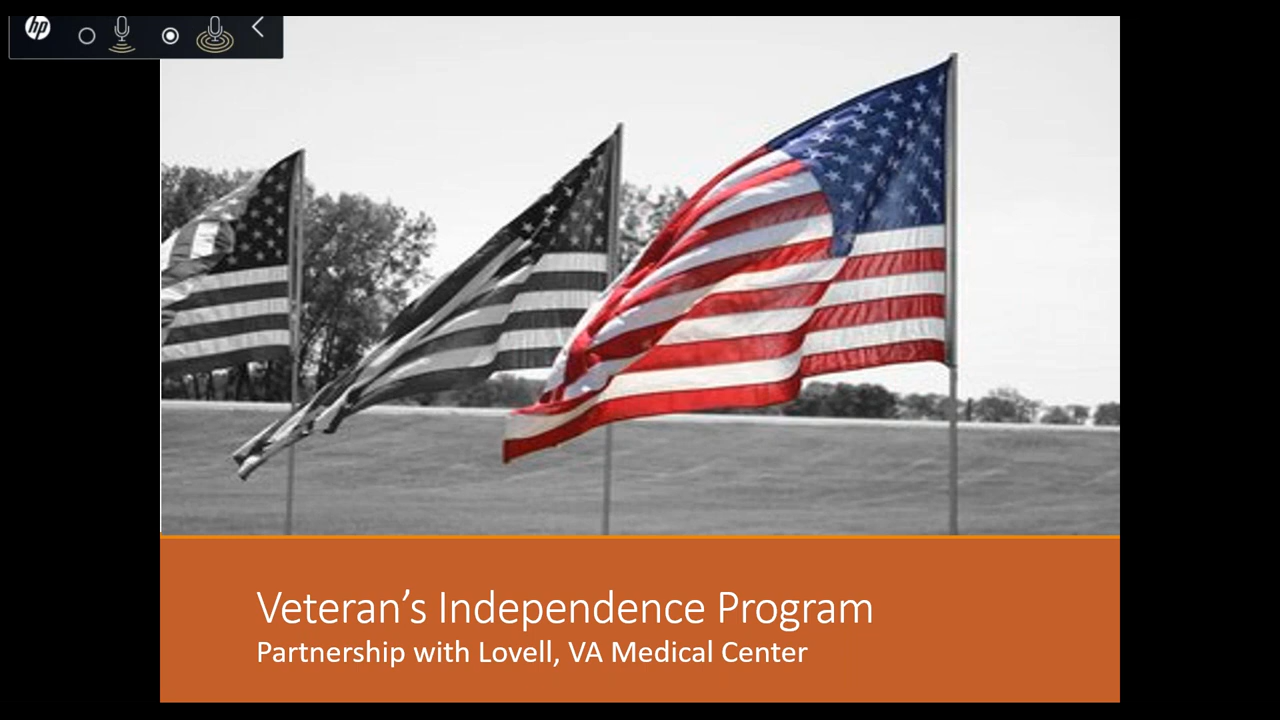 hp
Veteran’s Independence Program
Partnership with Lovell, VA Medical Center